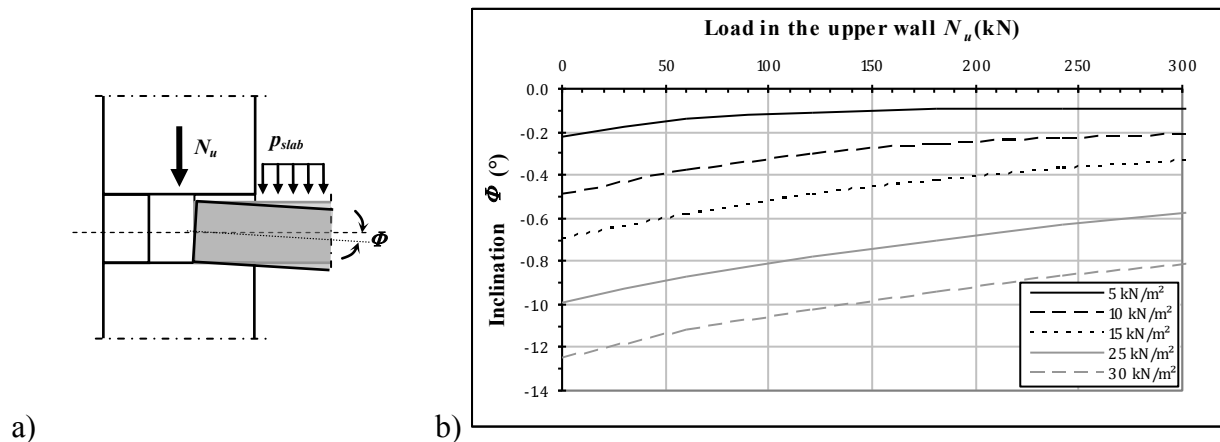 a)
N_u
p_slab
Φ
b)
Load in the upper wall N_u (kN)
0 50 100 150 200 250 300
Inclination Φ (°)
0.0
-0.2
-0.4
-0.6
-0.8
-1.0
-1.2
-1.4
5 kN/m²
10 kN/m²
15 kN/m²
25 kN/m²
30 kN/m²